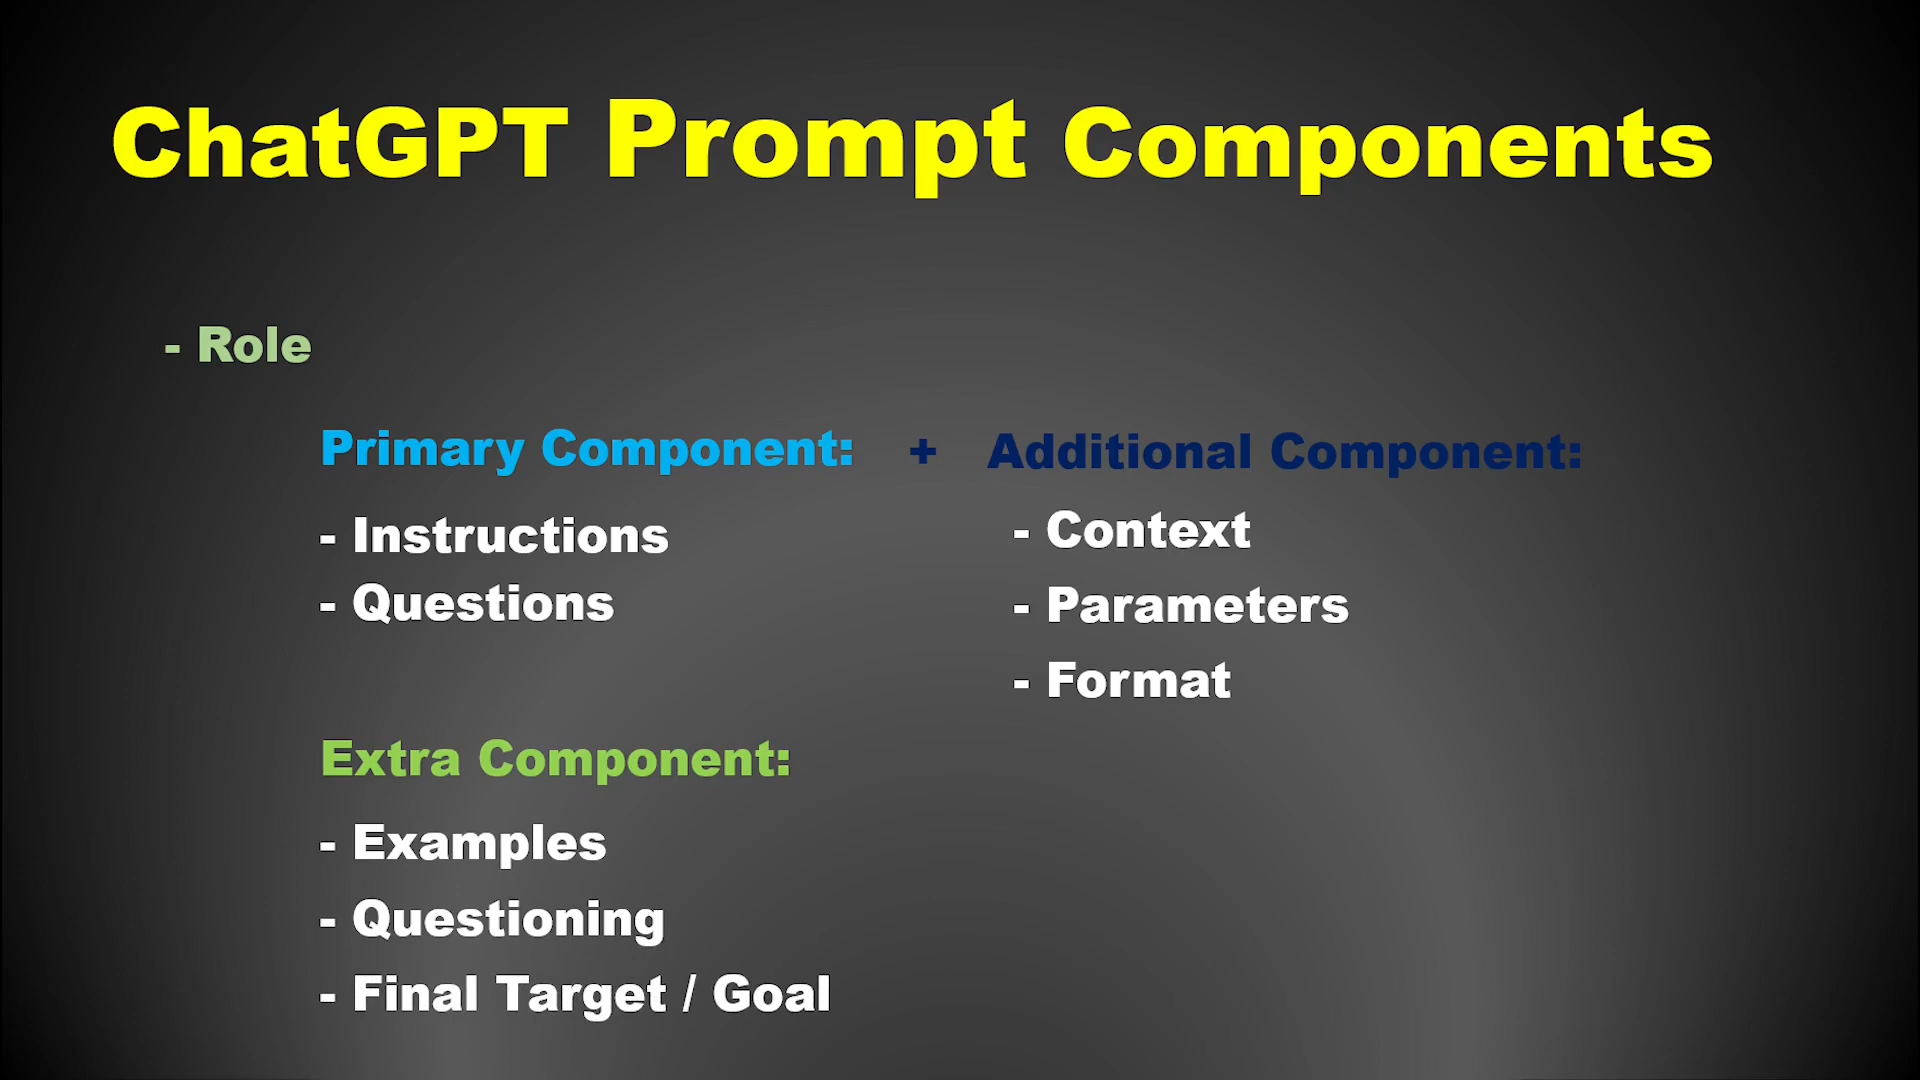 ChatGPT Prompt Components
- Role
Primary Component: + Additional Component:
- Instructions
- Questions
- Context
- Parameters
- Format
Extra Component:
- Examples
- Questioning
- Final Target / Goal